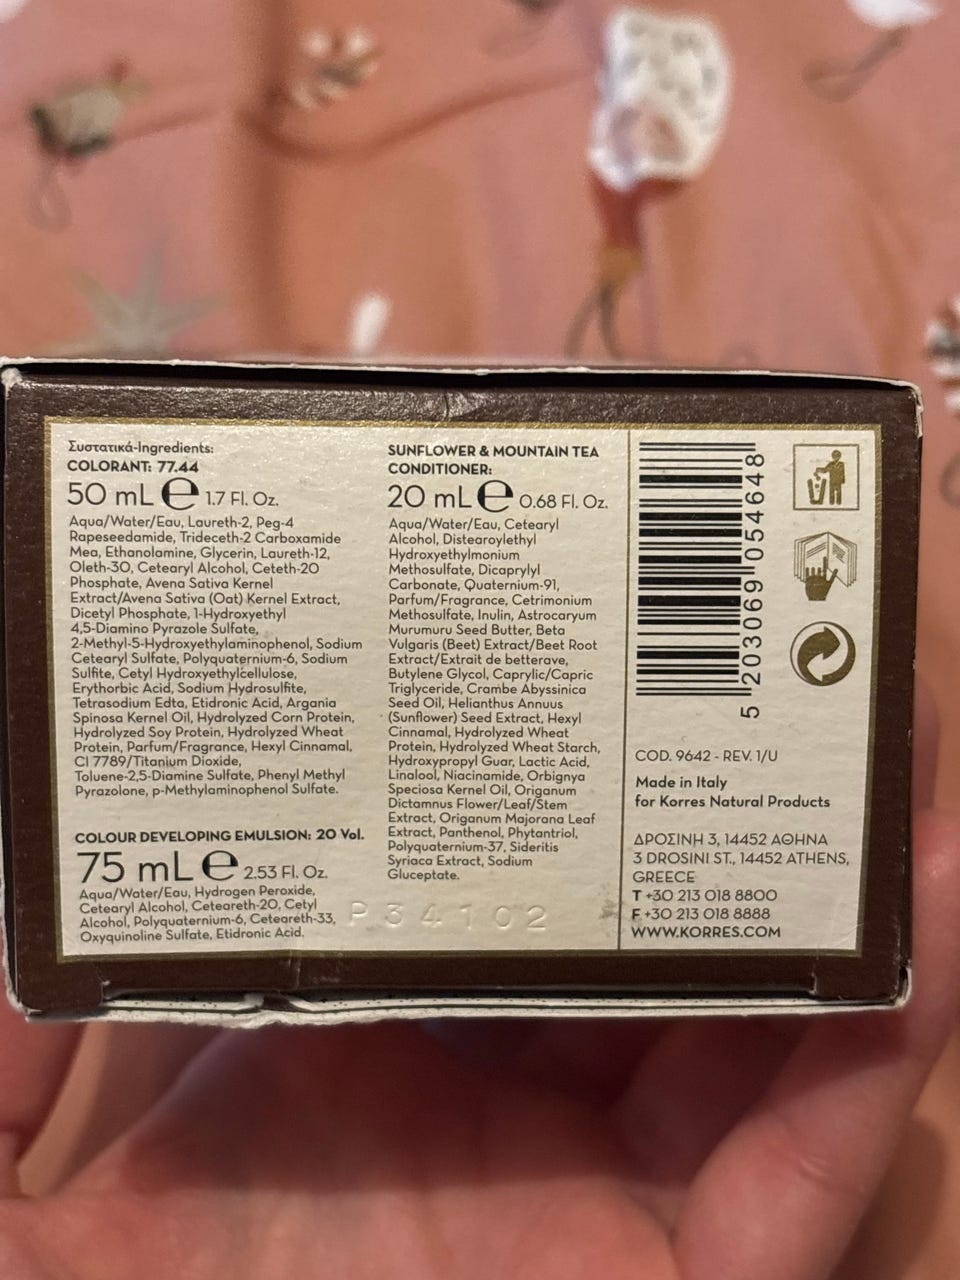 Συστατικά-Ingredients:
COLORANT: 77.44
50 mL e 1.7 Fl. Oz.
Aqua/Water/Eau, Laureth-2, Peg-4
Rapeseedamide, Trideceth-2 Carboxamide
Mea, Ethanolamine, Glycerin, Laureth-12,
Oleth-30, Cetearyl Alcohol, Ceteth-20
Phosphate, Avena Sativa Kernel
Extract/Avena Sativa (Oat) Kernel Extract,
Dicetyl Phosphate, 1-Hydroxyethyl
4,5-Diamino Pyrazole Sulfate,
2-Methyl-5-Hydroxyethylaminophenol, Sodium
Cetearyl Sulfate, Polyquaternium-6, Sodium
Sulfite, Cetyl Hydroxyethylcellulose,
Erythorbic Acid, Sodium Hydrosulfite,
Tetrasodium Edta, Etidronic Acid, Argania
Spinosa Kernel Oil, Hydrolyzed Corn Protein,
Hydrolyzed Soy Protein, Hydrolyzed Wheat
Protein, Parfum/Fragrance, Hexyl Cinnamal,
CI 7789/Titanium Dioxide,
Toluene-2,5-Diamine Sulfate, Phenyl Methyl
Pyrazolone, p-Methylaminophenol Sulfate.
COLOUR DEVELOPING EMULSION: 20 Vol.
75 mL e 2.53 Fl. Oz.
Aqua/Water/Eau, Hydrogen Peroxide,
Cetearyl Alcohol, Ceteareth-20, Cetyl
Alcohol, Polyquaternium-6, Ceteareth-33,
Oxyquinoline Sulfate, Etidronic Acid.
SUNFLOWER & MOUNTAIN TEA
CONDITIONER:
20 mL e 0.68 Fl. Oz.
Aqua/Water/Eau, Cetearyl
Alcohol, Distearoylethyl
Hydroxyethylmonium
Methosulfate, Dicaprylyl
Carbonate, Quaternium-91,
Parfum/Fragrance, Cetrimonium
Methosulfate, Inulin, Astrocaryum
Murumuru Seed Butter, Beta
Vulgaris (Beet) Extract/Beet Root
Extract/Extrait de betterave,
Butylene Glycol, Caprylic/Capric
Triglyceride, Crambe Abyssinica
Seed Oil, Helianthus Annuus
(Sunflower) Seed Extract, Hexyl
Cinnamal, Hydrolyzed Wheat
Protein, Hydrolyzed Wheat Starch,
Hydroxypropyl Guar, Lactic Acid,
Linalool, Niacinamide, Orbignya
Speciosa Kernel Oil, Origanum
Dictamnus Flower/Leaf/Stem
Extract, Origanum Majorana Leaf
Extract, Panthenol, Phytantriol,
Polyquaternium-37, Sideritis
Syriaca Extract, Sodium
Gluceptate.
P34102
5 203069 054648
COD. 9642 - REV. 1/U
Made in Italy
for Korres Natural Products
ΔΡΟΣΙΝΗ 3, 14452 ΑΘΗΝΑ
3 DROSINI ST., 14452 ATHENS,
GREECE
T +30 213 018 8800
F +30 213 018 8888
WWW.KORRES.COM